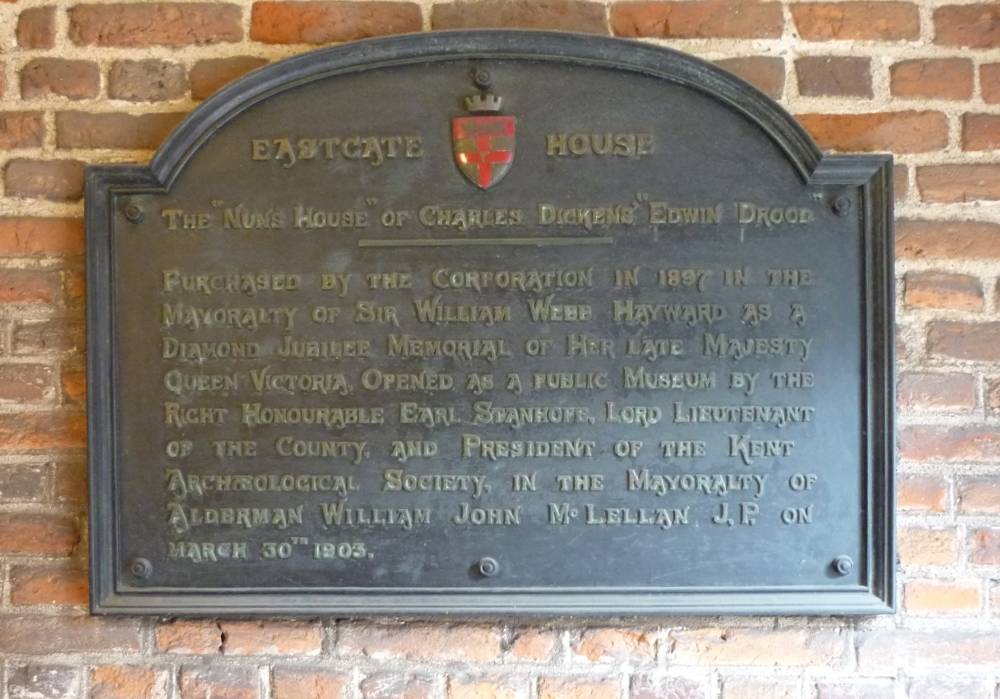 EASTGATE HOUSE
THE "NUN'S HOUSE" OF CHARLES DICKENS "EDWIN DROOD"
PURCHASED BY THE CORPORATION IN 1897 IN THE
MAYORALTY OF SIR WILLIAM WEBB HAYWARD AS A
DIAMOND JUBILEE MEMORIAL OF HER LATE MAJESTY
QUEEN VICTORIA, OPENED AS A PUBLIC MUSEUM BY THE
RIGHT HONOURABLE EARL STANHOPE, LORD LIEUTENANT
OF THE COUNTY, AND PRESIDENT OF THE KENT
ARCHÆOLOGICAL SOCIETY, IN THE MAYORALTY OF
ALDERMAN WILLIAM JOHN McLELLAN J.P. ON
MARCH 30TH 1903.